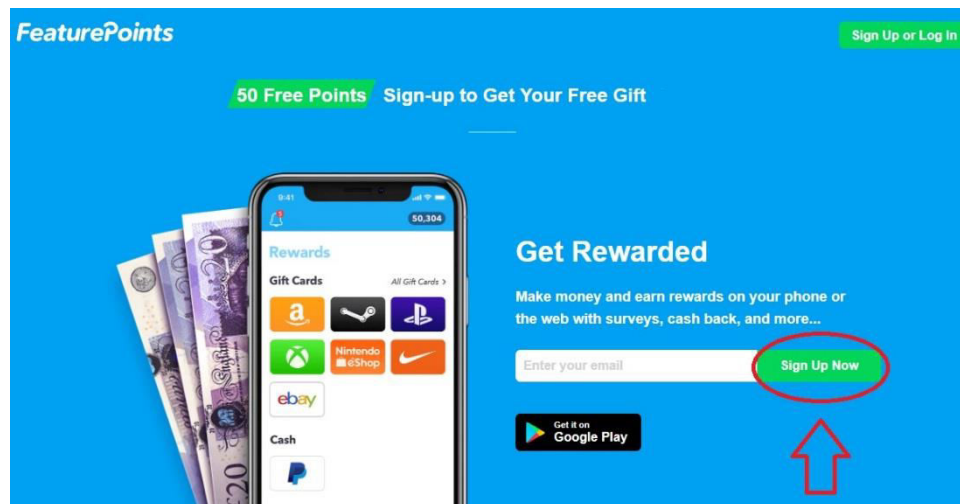 FeaturePoints
Sign Up or Log In
50 Free Points Sign-up to Get Your Free Gift
9:41
50,304
Rewards
Gift Cards
All Gift Cards >
a
Nintendo
eShop
ebay
Cash
£20
Get Rewarded
Make money and earn rewards on your phone or
the web with surveys, cash back, and more...
Enter your email
Sign Up Now
Get it on
Google Play